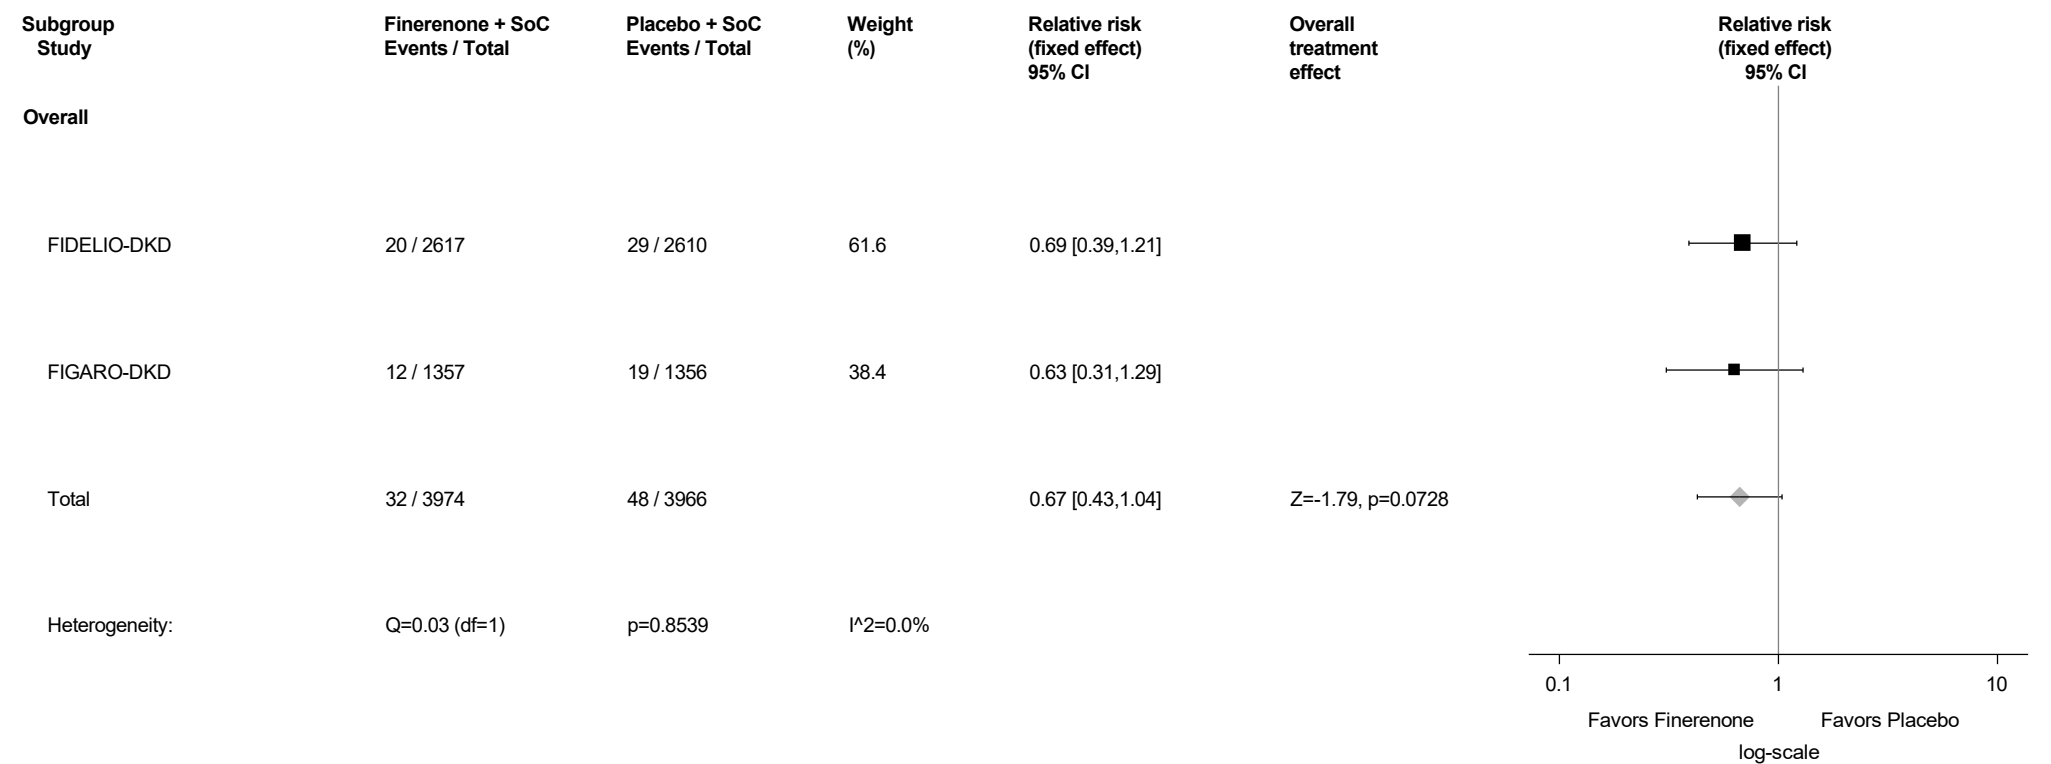 Subgroup Finerenone + SoC Placebo + SoC Weight Relative risk Overall Relative risk
Study Events / Total Events / Total (%) (fixed effect) treatment (fixed effect)
95% CI effect 95% CI
Overall
FIDELIO-DKD 20 / 2617 29 / 2610 61.6 0.69 [0.39,1.21]
FIGARO-DKD 12 / 1357 19 / 1356 38.4 0.63 [0.31,1.29]
Total 32 / 3974 48 / 3966 0.67 [0.43,1.04] Z=-1.79, p=0.0728
Heterogeneity: Q=0.03 (df=1) p=0.8539 I^2=0.0%
0.1 1 10
Favors Finerenone Favors Placebo
log-scale